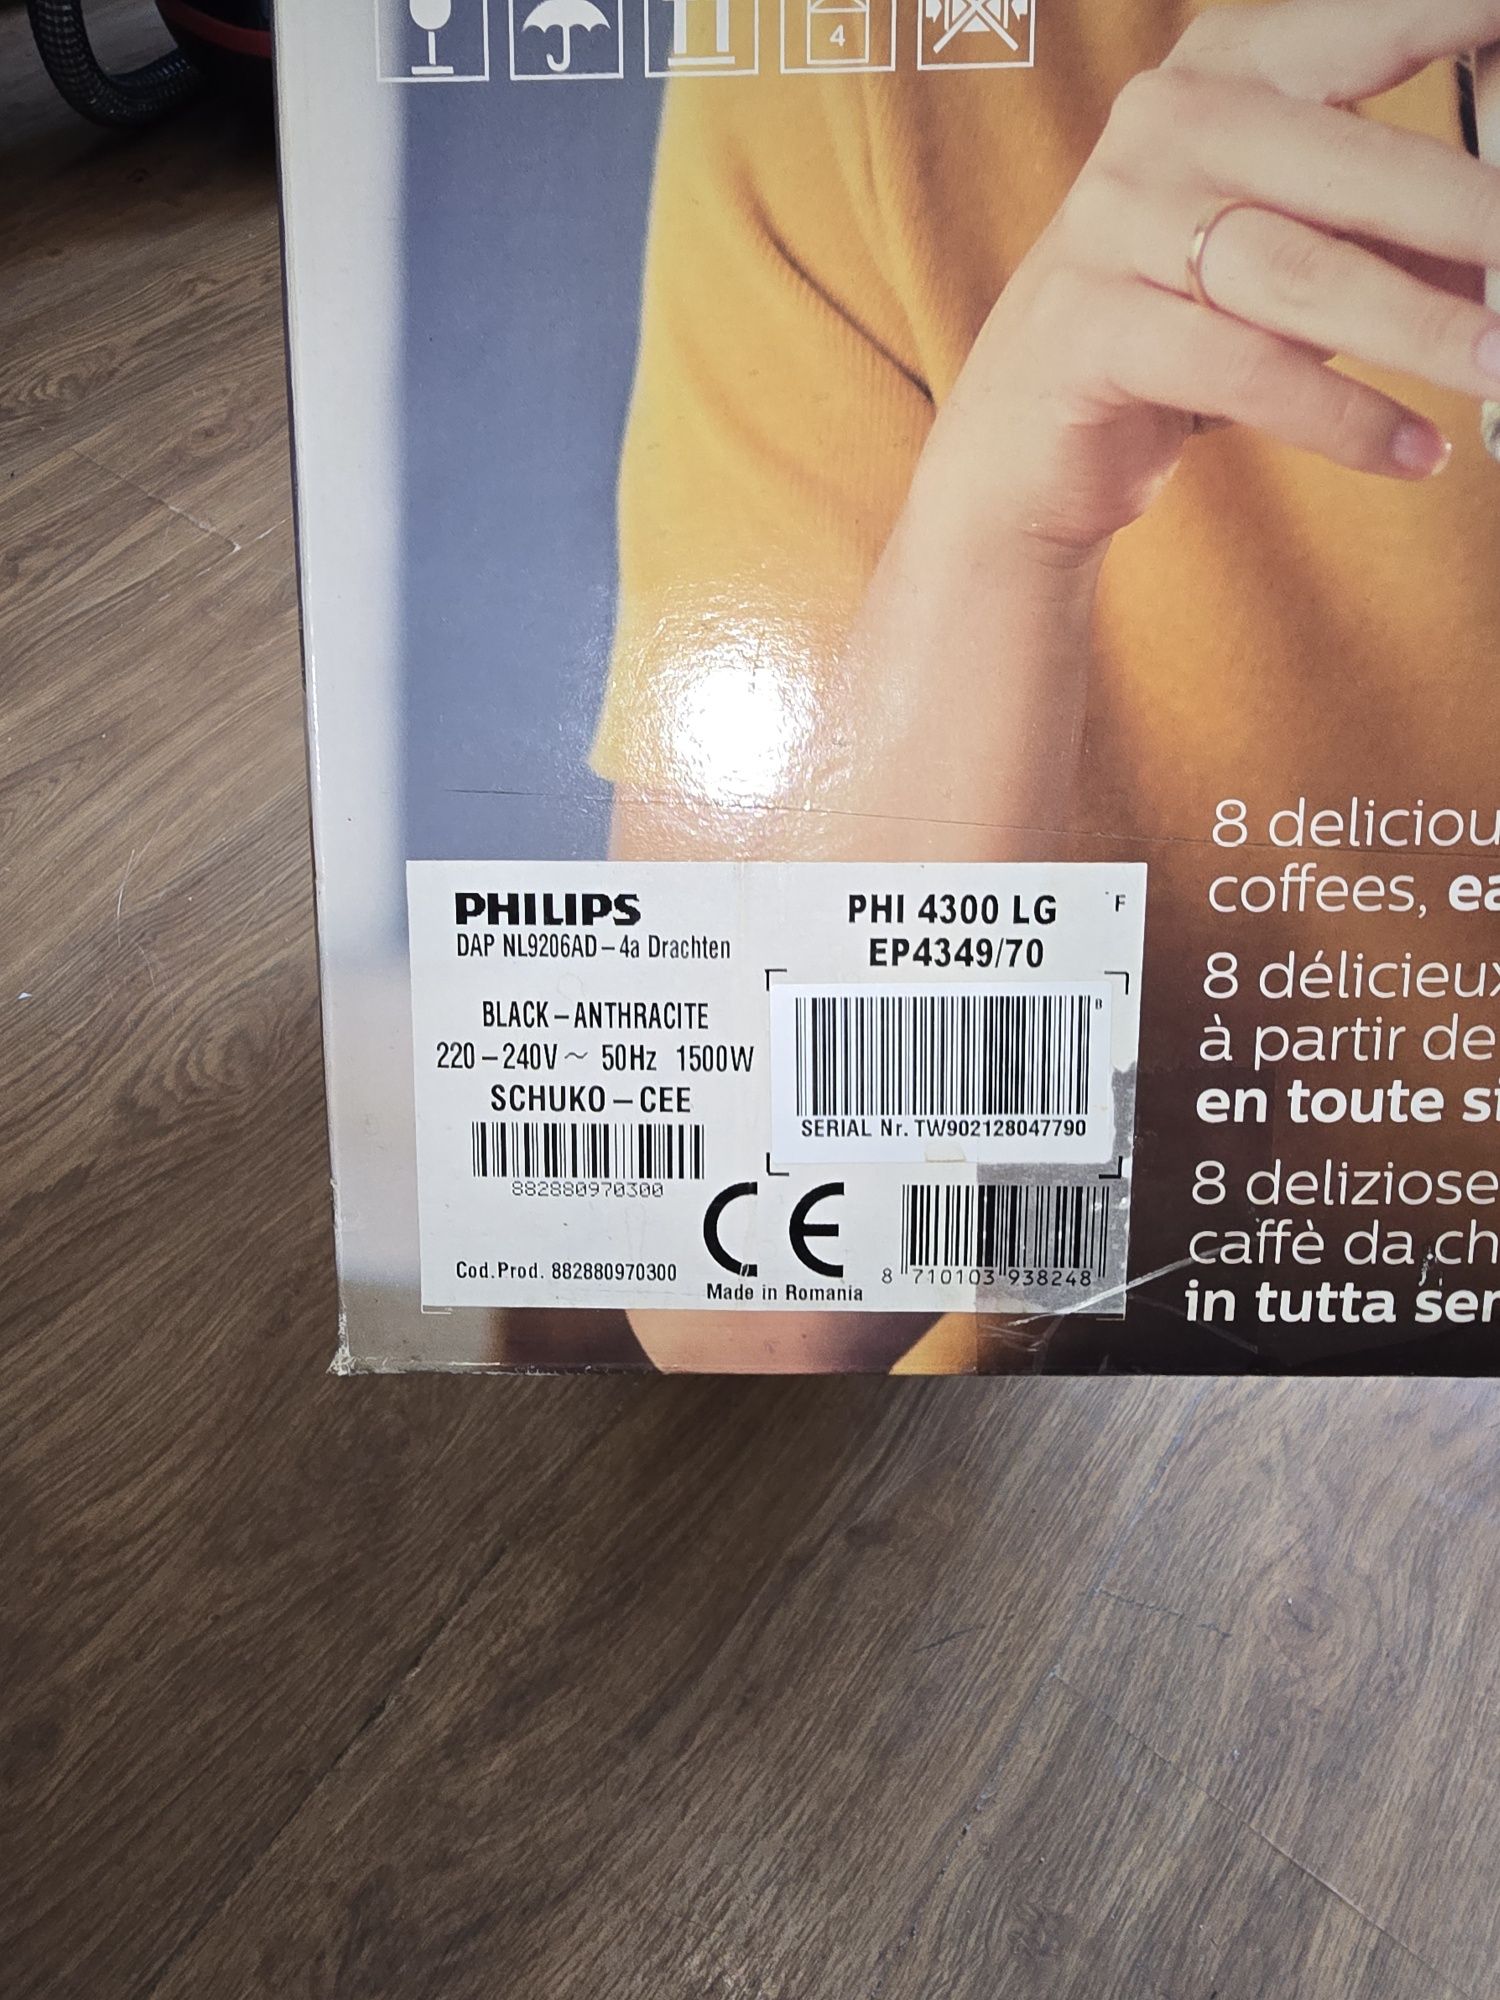 4
8 deliciou
coffees, ea
8 délicieux
à partir de
en toute si
8 deliziose
caffè da ch
in tutta ser
PHILIPS
DAP NL9206AD–4a Drachten
PHI 4300 LG
F
EP4349/70
BLACK–ANTHRACITE
220–240V~ 50Hz 1500W
SCHUKO–CEE
882880970300
B
SERIAL Nr. TW902128047790
CE
8 710103 938248
Cod.Prod. 882880970300
Made in Romania